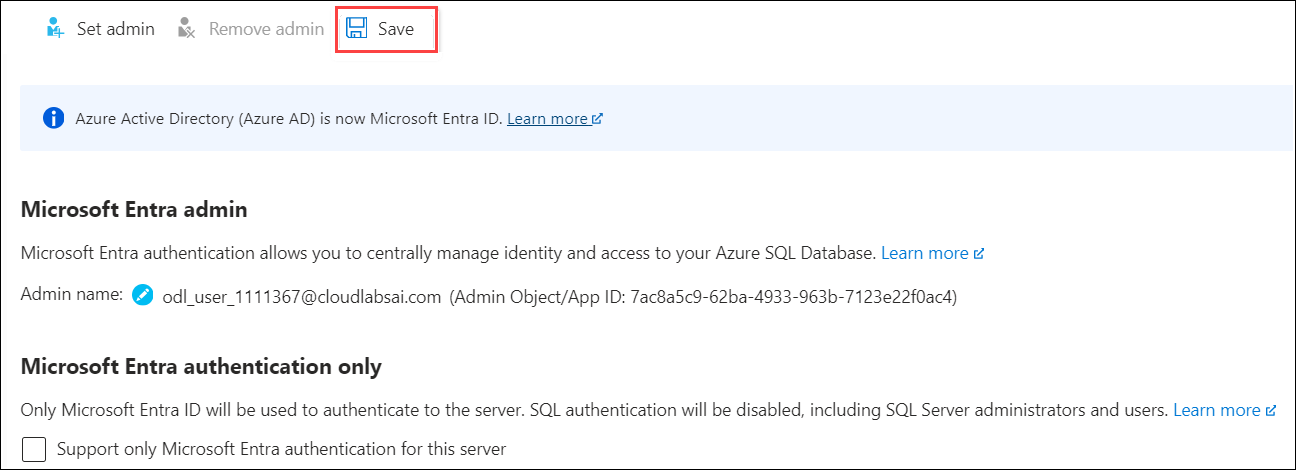 Set admin Remove admin Save
Azure Active Directory (Azure AD) is now Microsoft Entra ID. Learn more
Microsoft Entra admin
Microsoft Entra authentication allows you to centrally manage identity and access to your Azure SQL Database. Learn more
Admin name: odl_user_1111367@cloudlabsai.com (Admin Object/App ID: 7ac8a5c9-62ba-4933-963b-7123e22f0ac4)
Microsoft Entra authentication only
Only Microsoft Entra ID will be used to authenticate to the server. SQL authentication will be disabled, including SQL Server administrators and users. Learn more
Support only Microsoft Entra authentication for this server